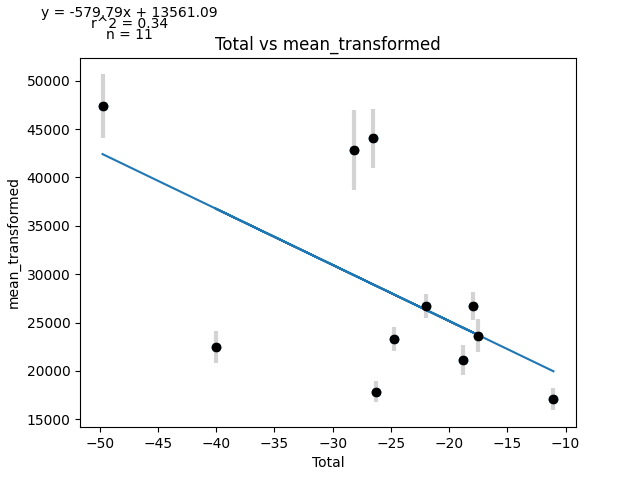 y = -579.79x + 13561.09
r^2 = 0.34
n = 11
Total vs mean_transformed
mean_transformed
50000
45000
40000
35000
30000
25000
20000
15000
−50 −45 −40 −35 −30 −25 −20 −15 −10
Total